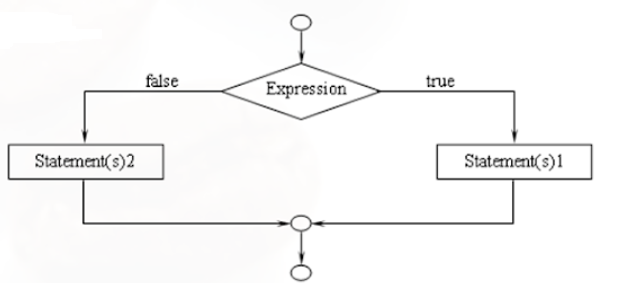 false
Expression
true
Statement(s)2
Statement(s)1